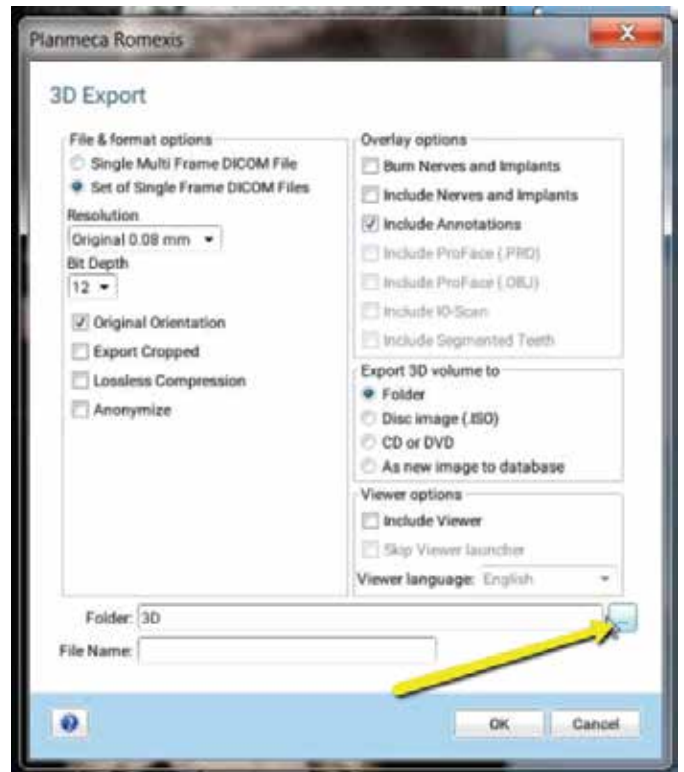 Planmeca Romexis
X
3D Export
File & format options
Single Multi Frame DICOM File
Set of Single Frame DICOM Files
Resolution
Original 0.08 mm
Bit Depth
12
Original Orientation
Export Cropped
Lossless Compression
Anonymize
Overlay options
Burn Nerves and Implants
Include Nerves and Implants
Include Annotations
Include ProFace (.PRO)
Include ProFace (.OBJ)
Include IO-Scan
Include Segmented Teeth
Export 3D volume to
Folder
Disc image (.ISO)
CD or DVD
As new image to database
Viewer options
Include Viewer
Skip Viewer launcher
Viewer language: English
Folder: 3D
...
File Name:
?
OK Cancel